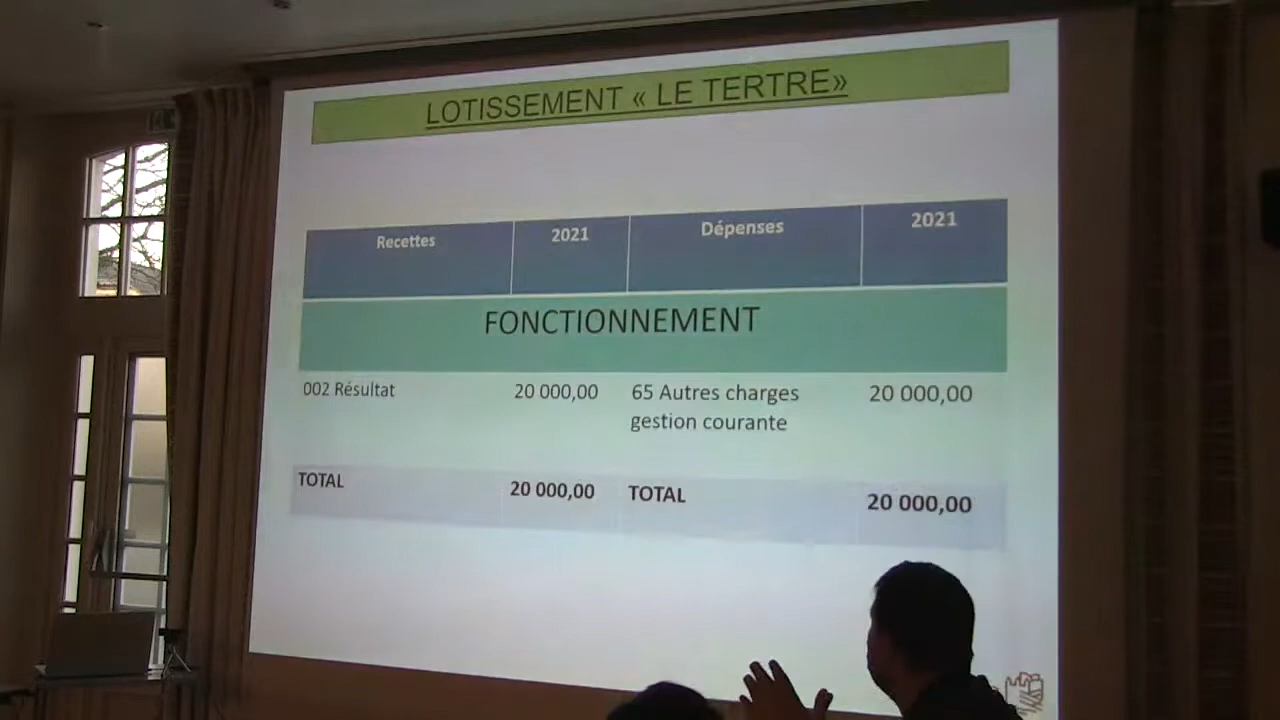 LOTISSEMENT « LE TERTRE»
Recettes 2021 Dépenses 2021
FONCTIONNEMENT
002 Résultat 20 000,00 65 Autres charges 20 000,00
gestion courante
TOTAL 20 000,00 TOTAL 20 000,00